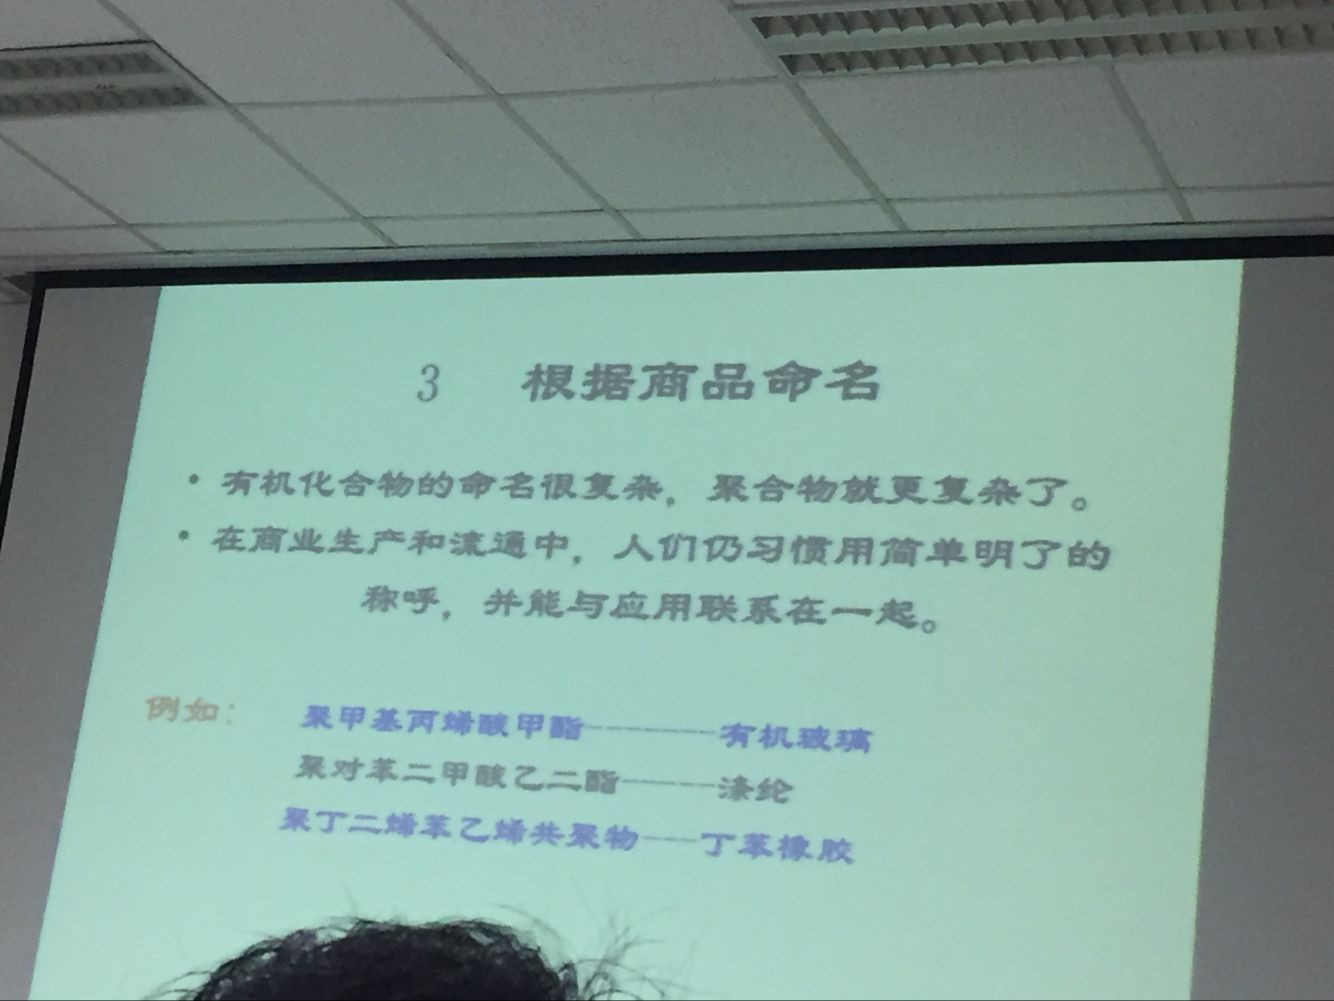 3 根据商品命名
• 有机化合物的命名很复杂，聚合物就更复杂了。
• 在商业生产和流通中，人们仍习惯用简单明了的
称呼，并能与应用联系在一起。
例如： 聚甲基丙烯酸甲酯————有机玻璃
聚对苯二甲酸乙二酯———涤纶
聚丁二烯苯乙烯共聚物——丁苯橡胶